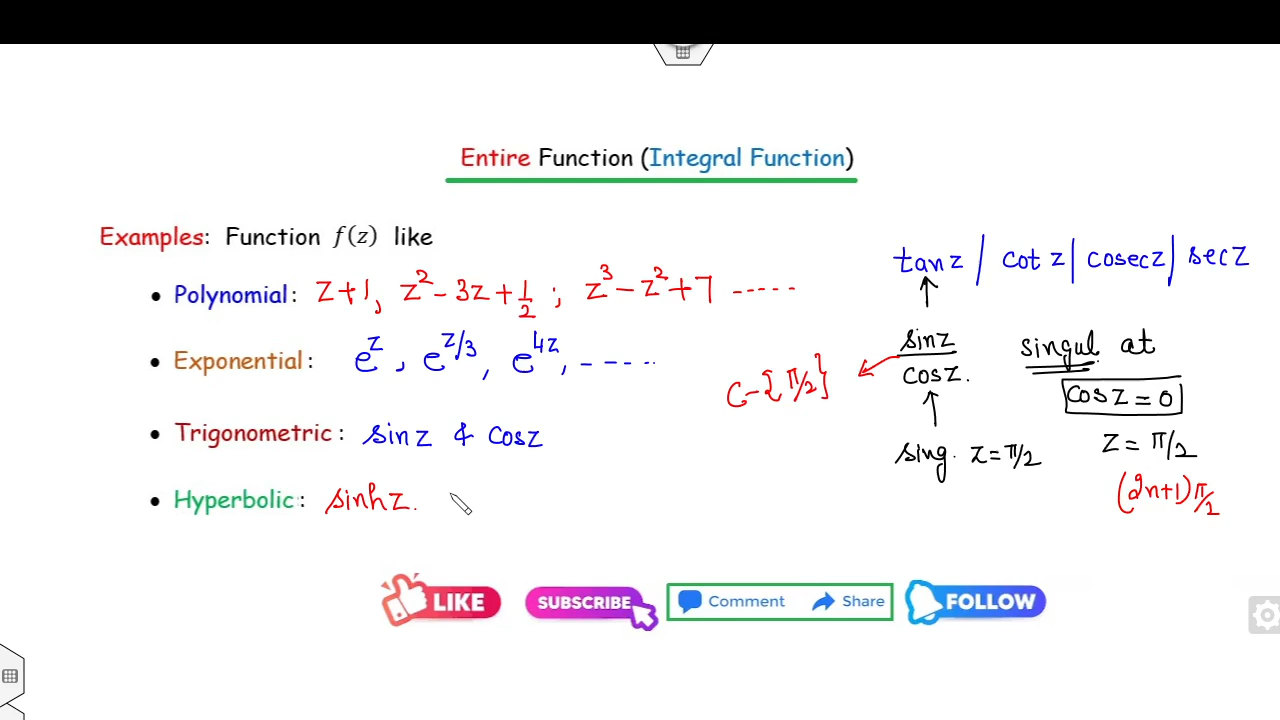 Entire Function (Integral Function)
Examples: Function f(z) like
• Polynomial: z+1, z² - 3z + 1/2 ; z³ - z² + 7 -----
• Exponential: e^z, e^{z/3}, e^{4z}, -----
• Trigonometric: sin z & cos z
• Hyperbolic: sinh z.
tan z / cot z | cosec z | sec z
sin z
cos z.
C-{π/2}
sing. z = π/2
singul. at
cos z = 0
z = π/2
(2n+1)π/2
LIKE SUBSCRIBE Comment Share FOLLOW